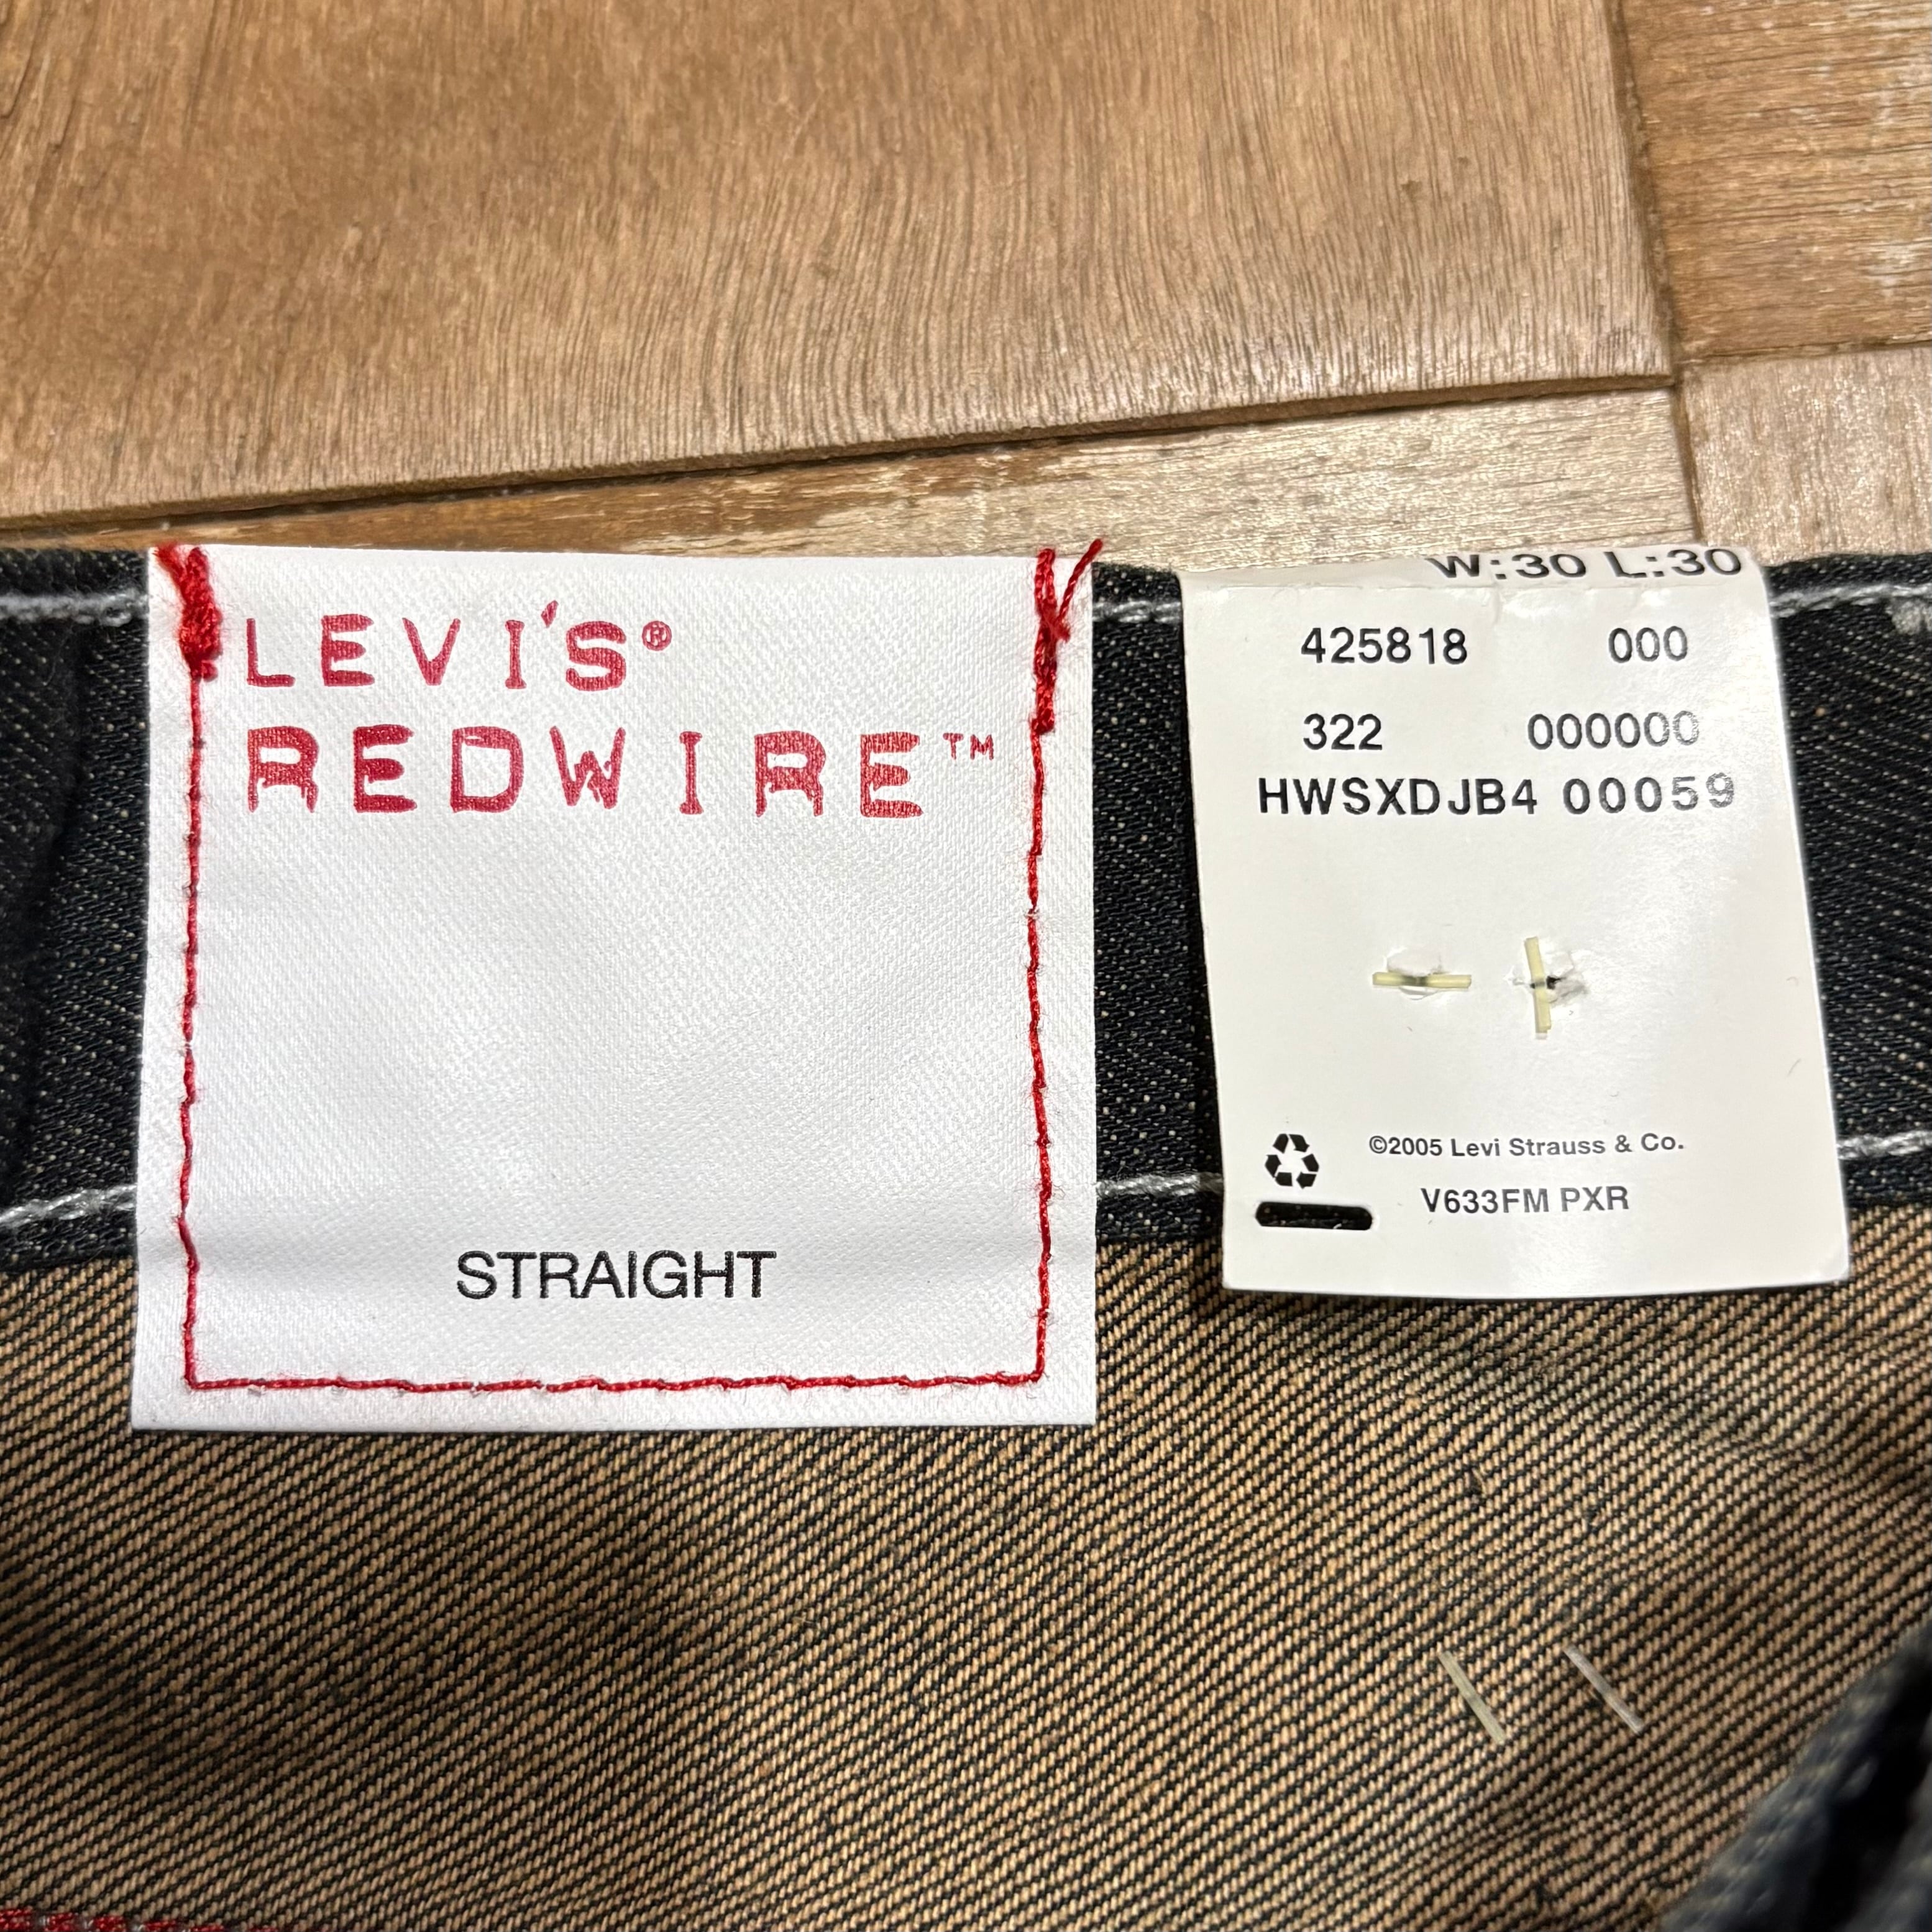 LEVI'S®
REDWIRE™
STRAIGHT
W:30 L:30
425818 000
322 000000
HWSXDJB4 00059
©2005 Levi Strauss & Co.
V633FM PXR